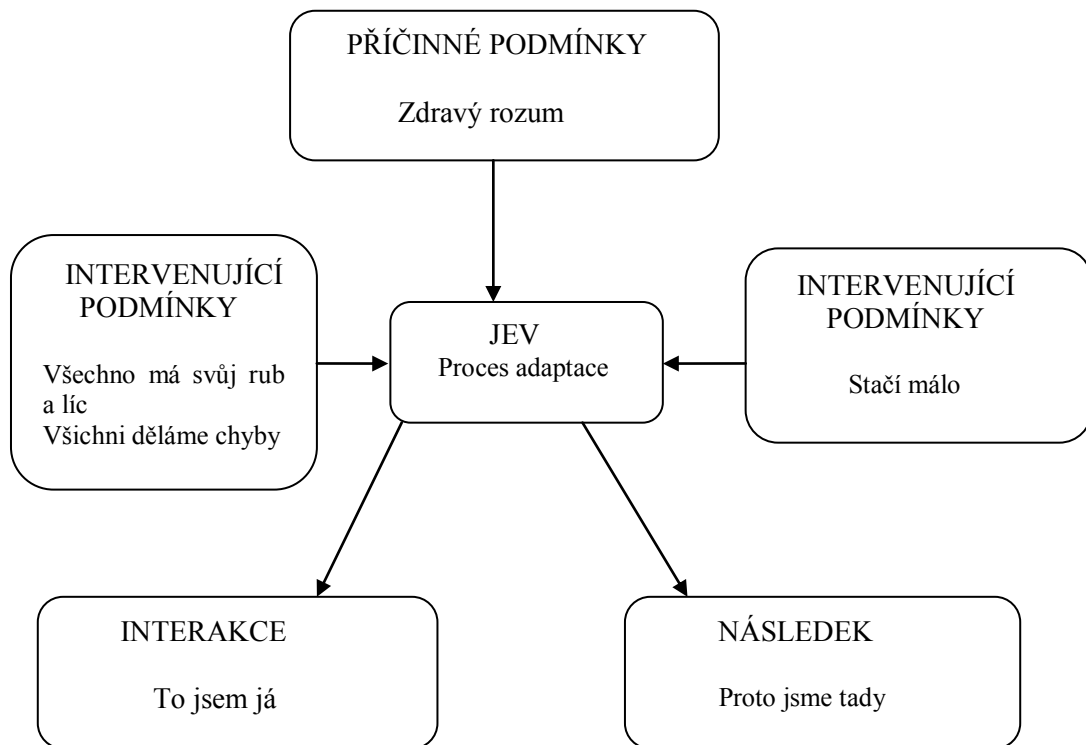 PŘÍČINNÉ PODMÍNKY
Zdravý rozum
INTERVENUJÍCÍ
PODMÍNKY
Všechno má svůj rub
a líc
Všichni děláme chyby
JEV
Proces adaptace
INTERVENUJÍCÍ
PODMÍNKY
Stačí málo
INTERAKCE
To jsem já
NÁSLEDEK
Proto jsme tady